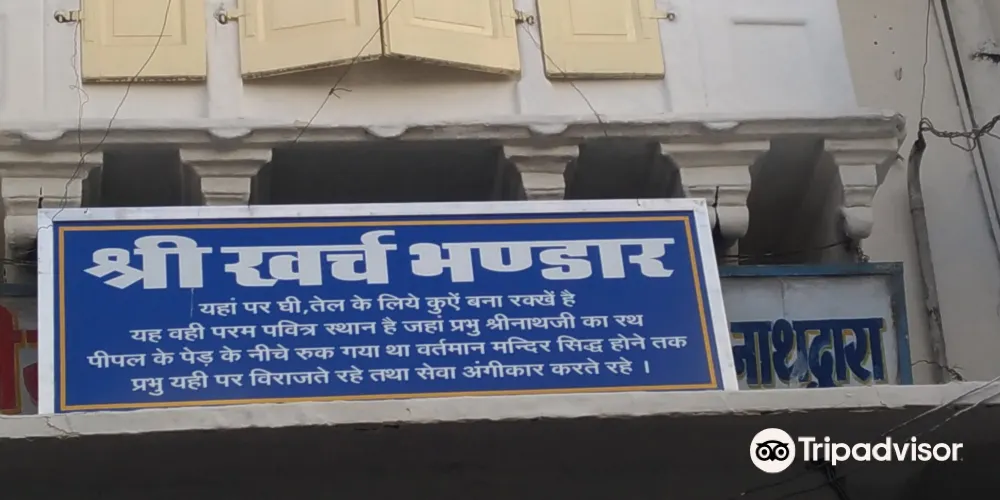 श्री खर्च भण्डार
यहां पर घी,तेल के लिये कुऐं बना रक्खें है
यह वही परम पवित्र स्थान है जहां प्रभु श्रीनाथजी का रथ
पीपल के पेड़ के नीचे रुक गया था वर्तमान मन्दिर सिद्ध होने तक
प्रभु यही पर विराजते रहे तथा सेवा अंगीकार करते रहे ।
नाथद्वारा
Tripadvisor